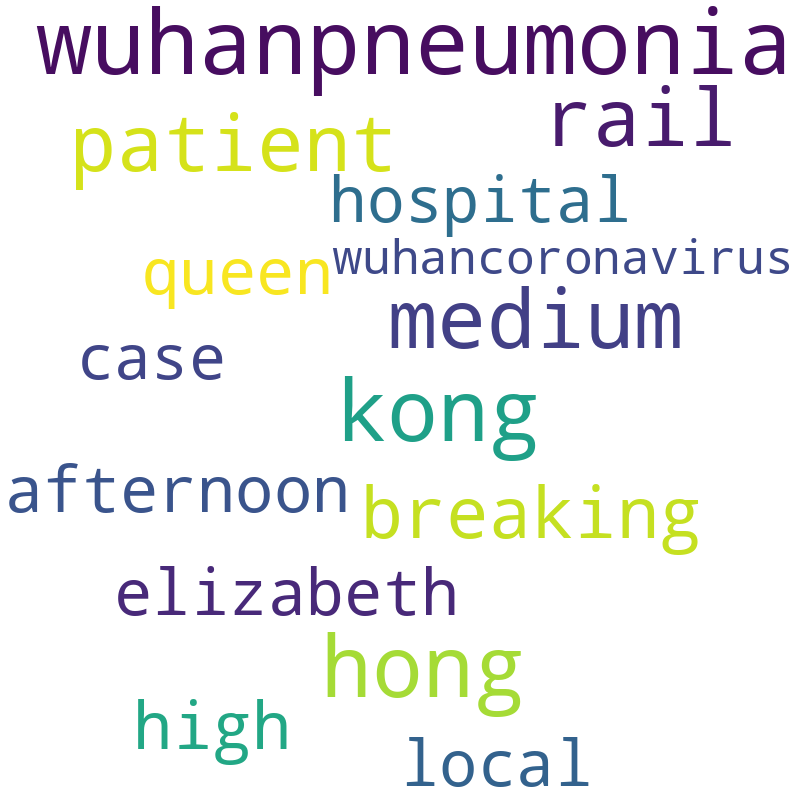 wuhanpneumonia
rail
patient
hospital
wuhancoronavirus
queen
medium
case
kong
afternoon
breaking
elizabeth
hong
high
local